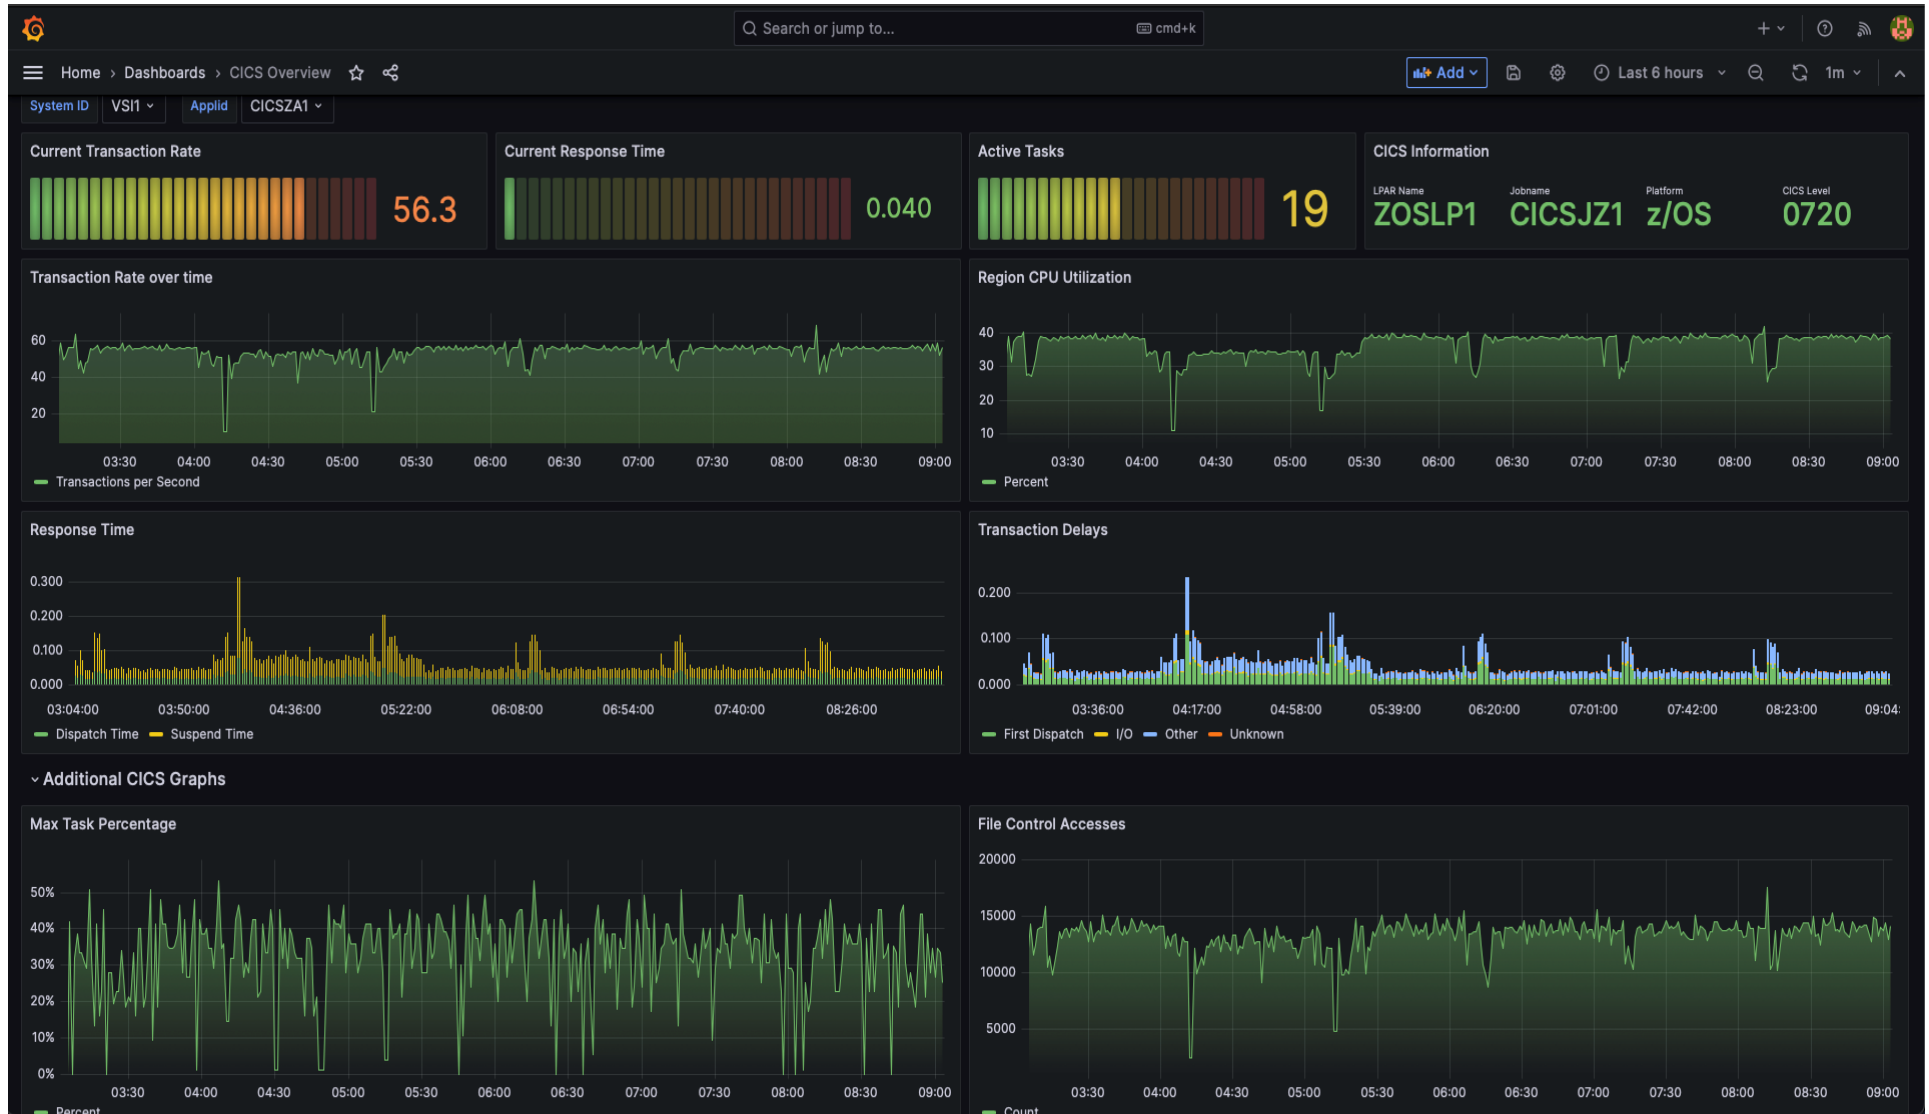 Search or jump to...
cmd+k
Home › Dashboards › CICS Overview
Add
Last 6 hours
1m
System ID
VSI1
Applid
CICSZA1
Current Transaction Rate
56.3
Current Response Time
0.040
Active Tasks
19
CICS Information
LPAR Name
ZOSLP1
Jobname
CICSJZ1
Platform
z/OS
CICS Level
0720
Transaction Rate over time
60
40
20
03:30 04:00 04:30 05:00 05:30 06:00 06:30 07:00 07:30 08:00 08:30 09:00
Transactions per Second
Region CPU Utilization
40
30
20
10
03:30 04:00 04:30 05:00 05:30 06:00 06:30 07:00 07:30 08:00 08:30 09:00
Percent
Response Time
0.300
0.200
0.100
0.000
03:04:00 03:50:00 04:36:00 05:22:00 06:08:00 06:54:00 07:40:00 08:26:00
Dispatch Time Suspend Time
Transaction Delays
0.200
0.100
0.000
03:36:00 04:17:00 04:58:00 05:39:00 06:20:00 07:01:00 07:42:00 08:23:00 09:04:
First Dispatch I/O Other Unknown
Additional CICS Graphs
Max Task Percentage
50%
40%
30%
20%
10%
0%
03:30 04:00 04:30 05:00 05:30 06:00 06:30 07:00 07:30 08:00 08:30 09:00
Percent
File Control Accesses
20000
15000
10000
5000
03:30 04:00 04:30 05:00 05:30 06:00 06:30 07:00 07:30 08:00 08:30 09:00
Count